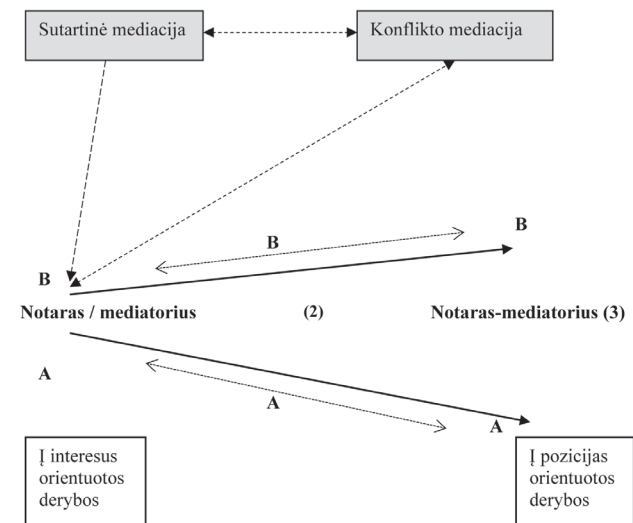 Sutartinė mediacija
Konflikto mediacija
B
B
B
Notaras / mediatorius
(2)
Notaras-mediatorius (3)
A
A
A
Į interesus
orientuotos
derybos
Į pozicijas
orientuotos
derybos